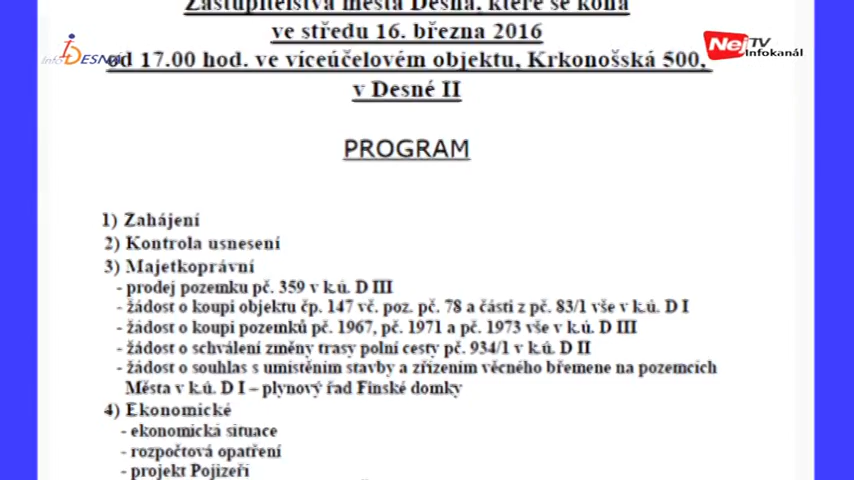 Zastupitelstva města Desná, které se koná
ve středu 16. března 2016
od 17.00 hod. ve víceúčelovém objektu, Krkonošská 500,
v Desné II
Info DESNÁ
NejTV
Infokanál
PROGRAM
1) Zahájení
2) Kontrola usnesení
3) Majetkoprávní
- prodej pozemku pč. 359 v k.ú. D III
- žádost o koupi objektu čp. 147 vč. poz. pč. 78 a části z pč. 83/1 vše v k.ú. D I
- žádost o koupi pozemků pč. 1967, pč. 1971 a pč. 1973 vše v k.ú. D III
- žádost o schválení změny trasy polní cesty pč. 934/1 v k.ú. D II
- žádost o souhlas s umístěním stavby a zřízením věcného břemene na pozemcích
Města v k.ú. D I – plynový řad Finské domky
4) Ekonomické
- ekonomická situace
- rozpočtová opatření
- projekt Pojizeří